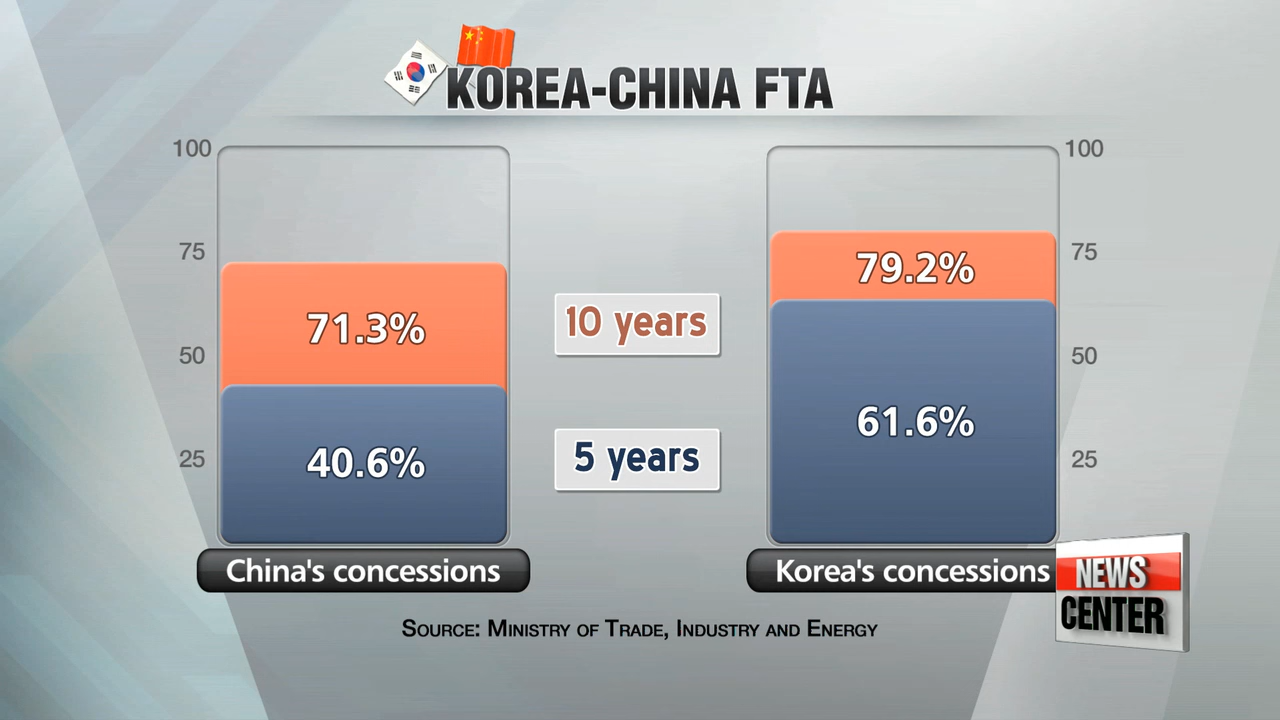 KOREA-CHINA FTA
100
75
50
25
71.3%
40.6%
China's concessions
10 years
5 years
79.2%
61.6%
Korea's concessions
100
75
50
25
SOURCE: MINISTRY OF TRADE, INDUSTRY AND ENERGY
NEWS
CENTER